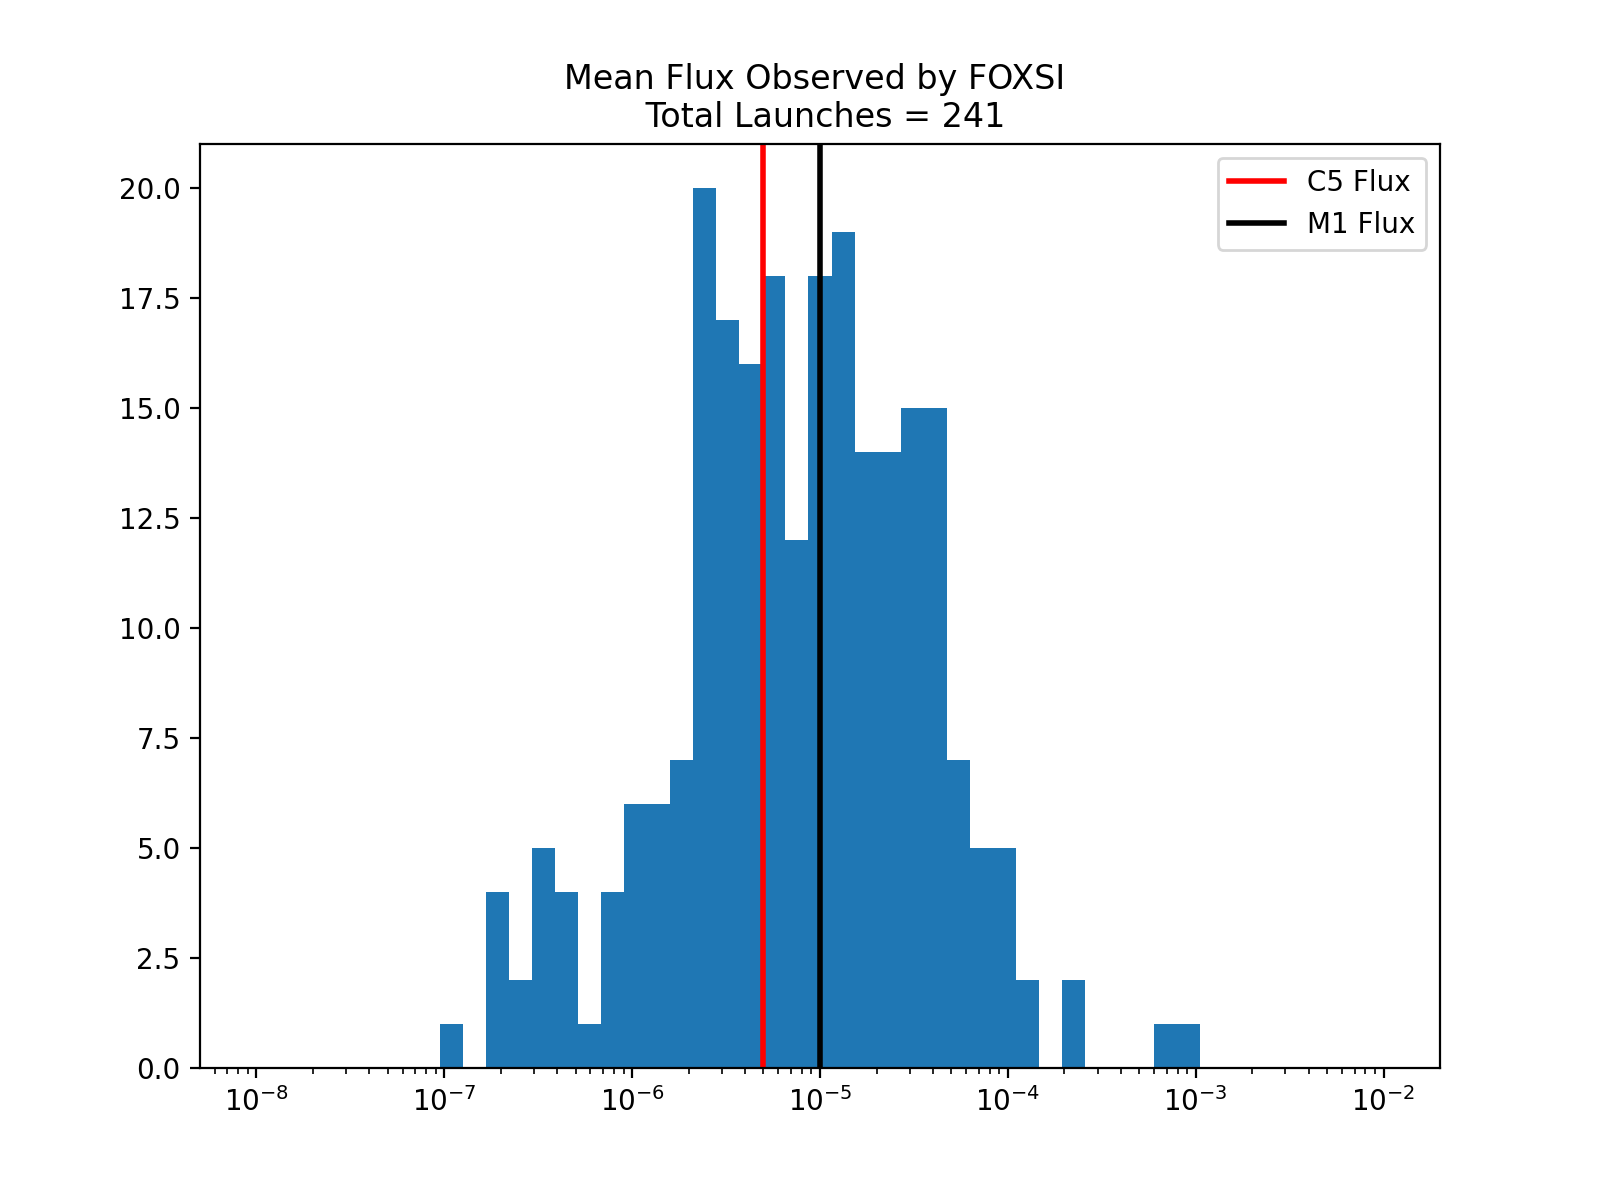 Mean Flux Observed by FOXSI
Total Launches = 241
C5 Flux
M1 Flux
20.0
17.5
15.0
12.5
10.0
7.5
5.0
2.5
0.0
10⁻⁸ 10⁻⁷ 10⁻⁶ 10⁻⁵ 10⁻⁴ 10⁻³ 10⁻²